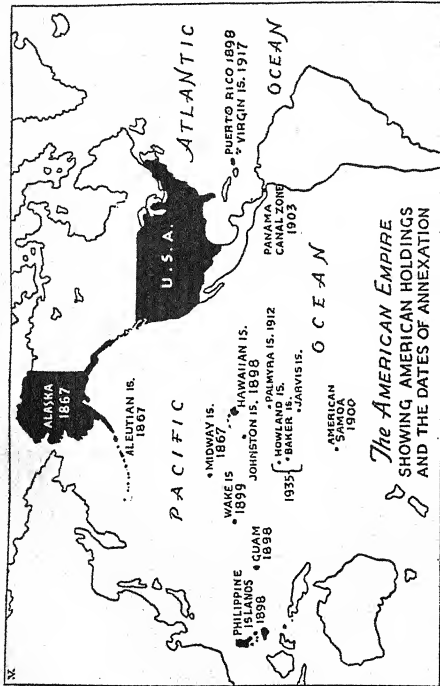 ALASKA
1867
ALEUTIAN IS.
1867
U.S.A.
ATLANTIC
OCEAN
PUERTO RICO 1898
VIRGIN IS. 1917
PACIFIC
OCEAN
MIDWAY IS.
1867
HAWAIIAN IS.
1898
JOHNSTON IS.
WAKE IS
1899
PALMYRA IS. 1912
1935
HOWLAND IS.
BAKER IS.
JARVIS IS.
PANAMA
CANAL ZONE
1903
GUAM
1898
PHILIPPINE
ISLANDS
1898
AMERICAN
SAMOA
1900
The AMERICAN EMPIRE
SHOWING AMERICAN HOLDINGS
AND THE DATES OF ANNEXATION